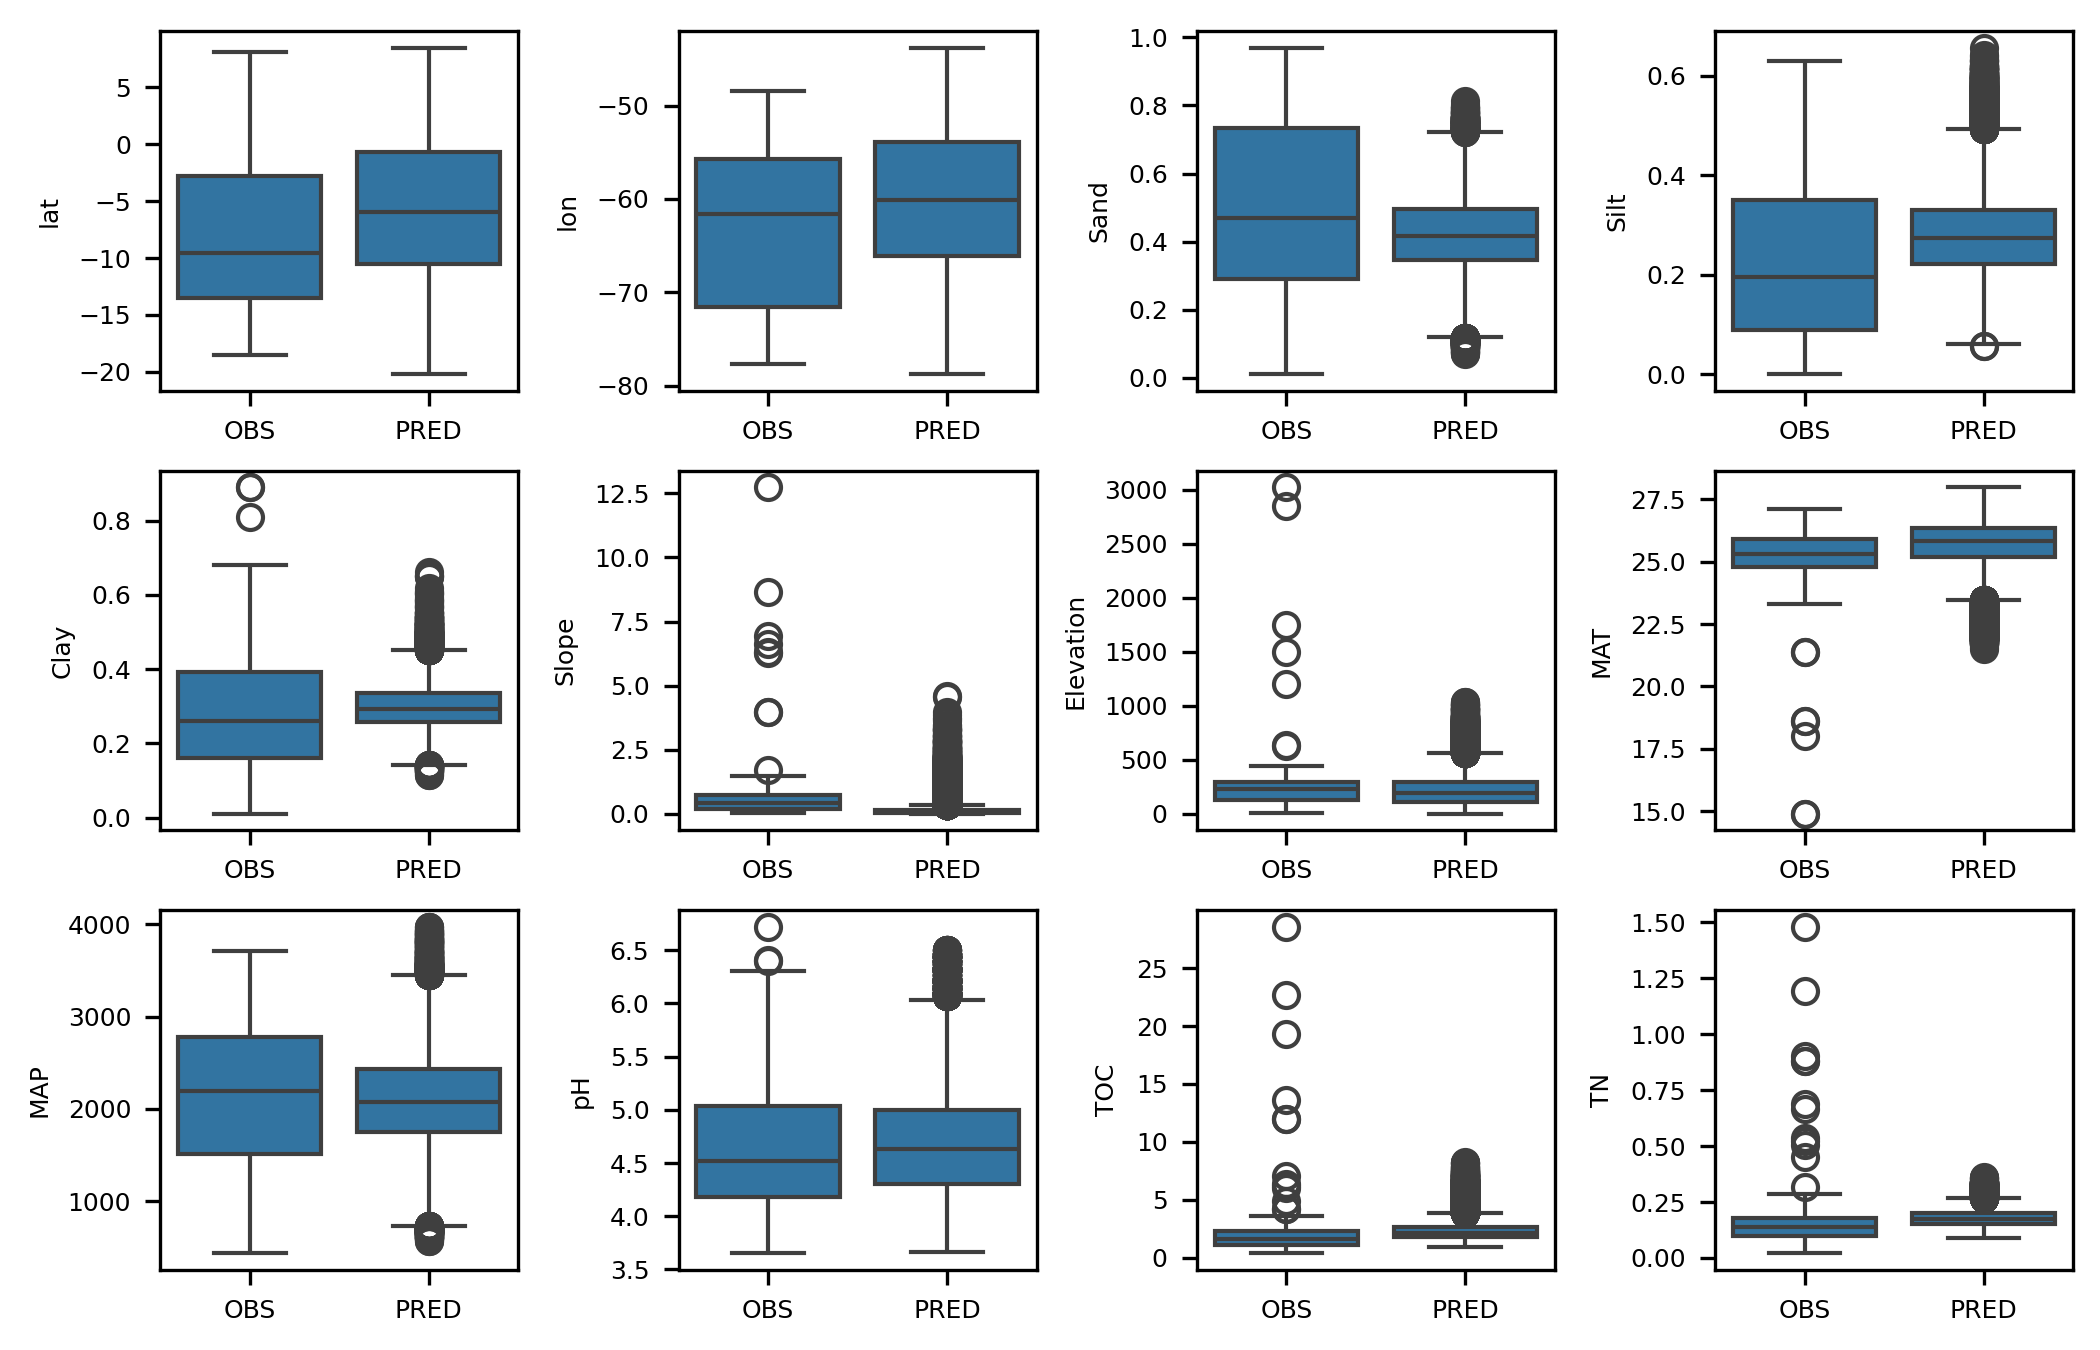 lat
5
0
−5
−10
−15
−20
OBS PRED
lon
−50
−60
−70
−80
OBS PRED
Sand
1.0
0.8
0.6
0.4
0.2
0.0
OBS PRED
Silt
0.6
0.4
0.2
0.0
OBS PRED
Clay
0.8
0.6
0.4
0.2
0.0
OBS PRED
Slope
12.5
10.0
7.5
5.0
2.5
0.0
OBS PRED
Elevation
3000
2500
2000
1500
1000
500
0
OBS PRED
MAT
27.5
25.0
22.5
20.0
17.5
15.0
OBS PRED
MAP
4000
3000
2000
1000
OBS PRED
pH
6.5
6.0
5.5
5.0
4.5
4.0
3.5
OBS PRED
TOC
25
20
15
10
5
0
OBS PRED
TN
1.50
1.25
1.00
0.75
0.50
0.25
0.00
OBS PRED